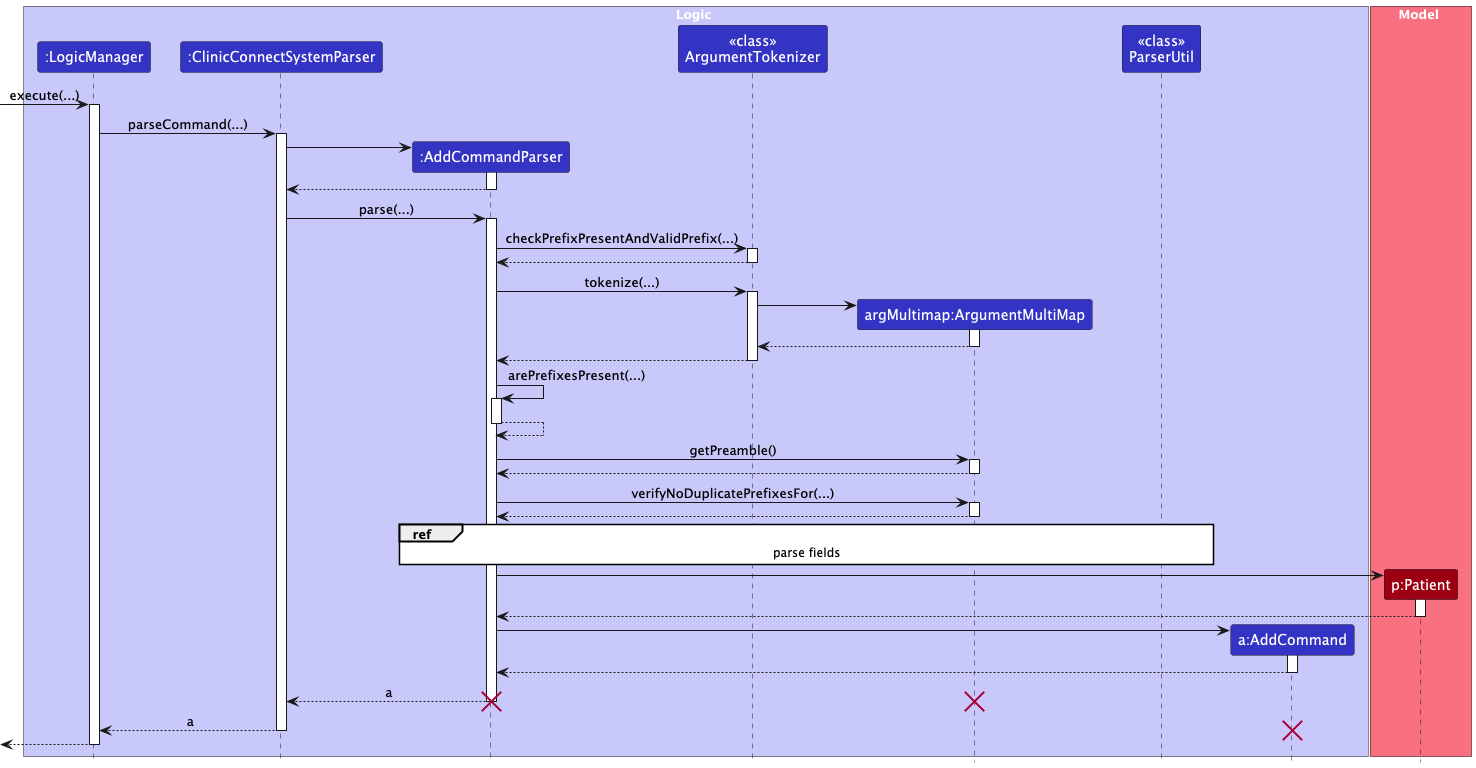 Logic
Model
:LogicManager
:ClinicConnectSystemParser
«class»
ArgumentTokenizer
«class»
ParserUtil
execute(...)
parseCommand(...)
:AddCommandParser
parse(...)
checkPrefixPresentAndValidPrefix(...)
tokenize(...)
argMultimap:ArgumentMultiMap
arePrefixesPresent(...)
getPreamble()
verifyNoDuplicatePrefixesFor(...)
ref
parse fields
p:Patient
a:AddCommand
a
a